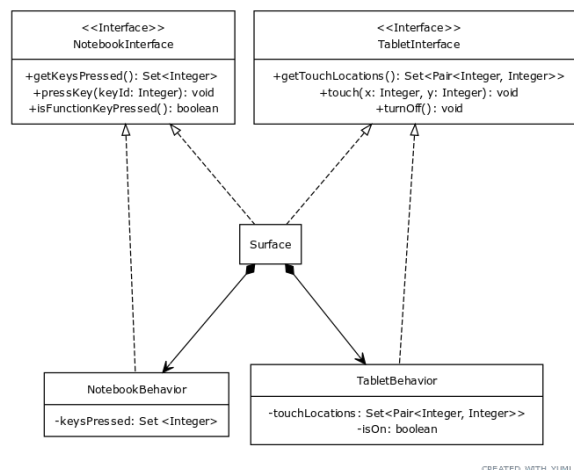 <<Interface>>
NotebookInterface
+getKeysPressed(): Set<Integer>
+pressKey(keyId: Integer): void
+isFunctionKeyPressed(): boolean
<<Interface>>
TabletInterface
+getTouchLocations(): Set<Pair<Integer, Integer>>
+touch(x: Integer, y: Integer): void
+turnOff(): void
Surface
NotebookBehavior
-keysPressed: Set <Integer>
TabletBehavior
-touchLocations: Set<Pair<Integer, Integer>>
-isOn: boolean
CREATED WITH YUML